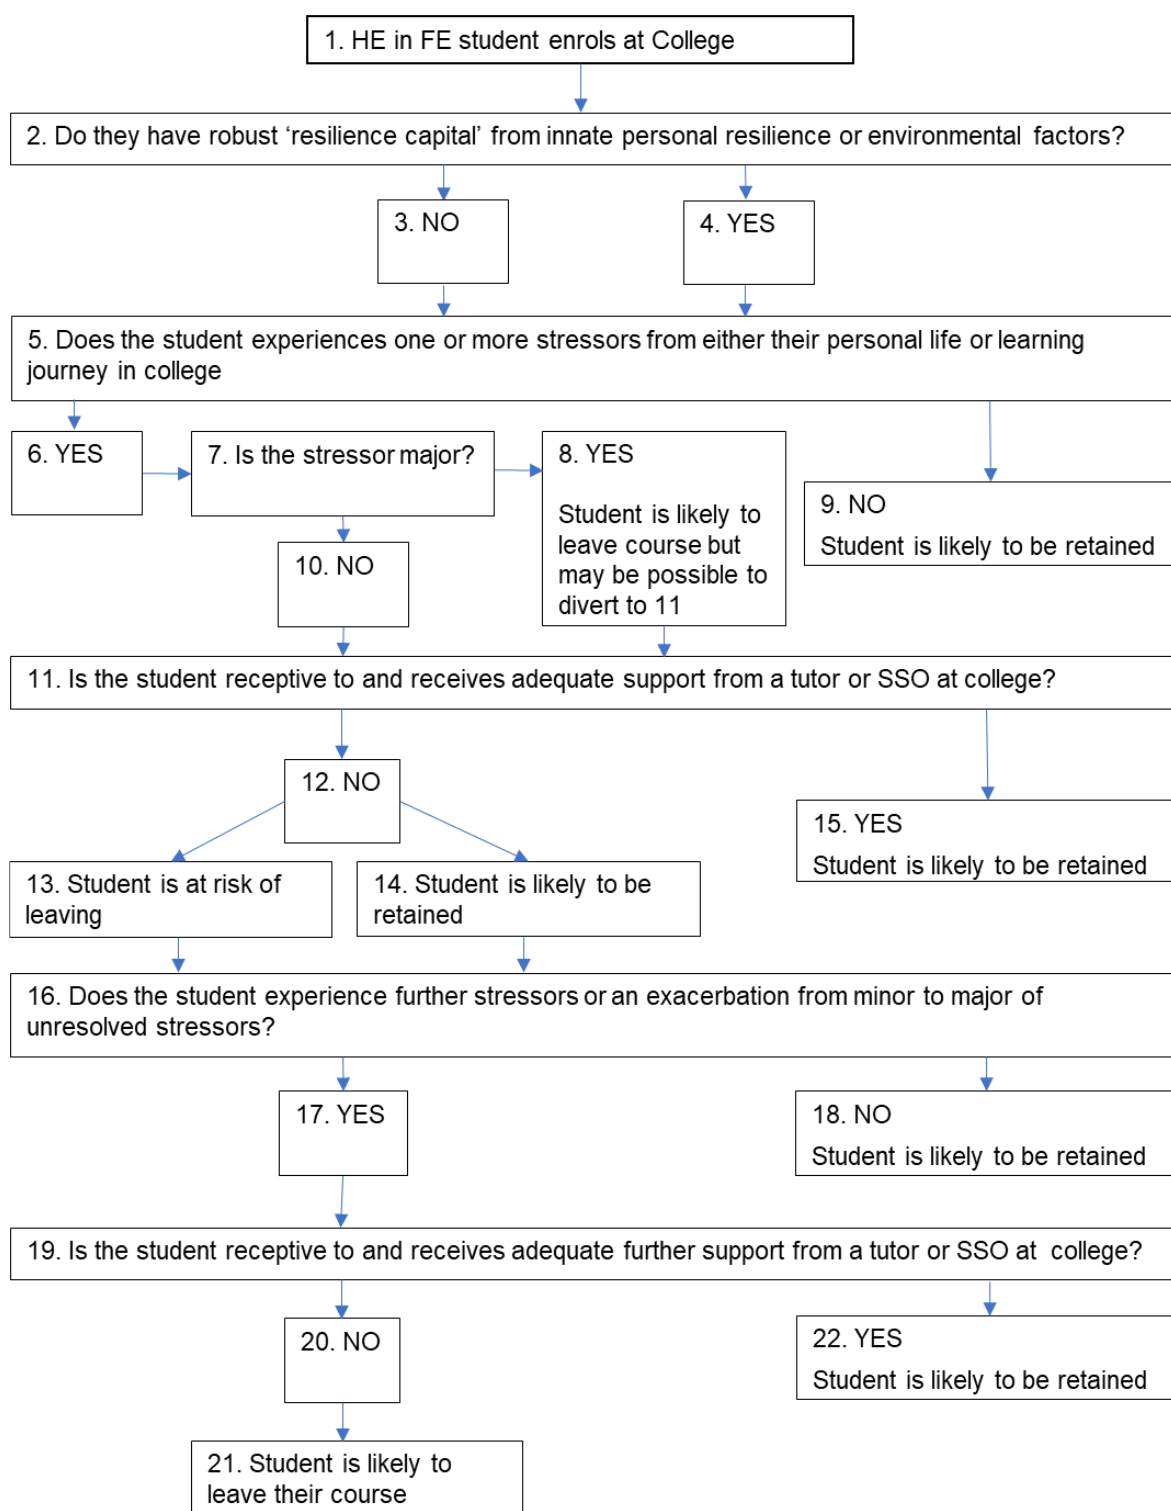 1. HE in FE student enrols at College
2. Do they have robust ‘resilience capital’ from innate personal resilience or environmental factors?
3. NO
4. YES
5. Does the student experiences one or more stressors from either their personal life or learning
journey in college
6. YES
7. Is the stressor major?
8. YES
Student is likely to
leave course but
may be possible to
divert to 11
9. NO
Student is likely to be retained
10. NO
11. Is the student receptive to and receives adequate support from a tutor or SSO at college?
12. NO
13. Student is at risk of
leaving
14. Student is likely to be
retained
15. YES
Student is likely to be retained
16. Does the student experience further stressors or an exacerbation from minor to major of
unresolved stressors?
17. YES
18. NO
Student is likely to be retained
19. Is the student receptive to and receives adequate further support from a tutor or SSO at college?
20. NO
21. Student is likely to
leave their course
22. YES
Student is likely to be retained